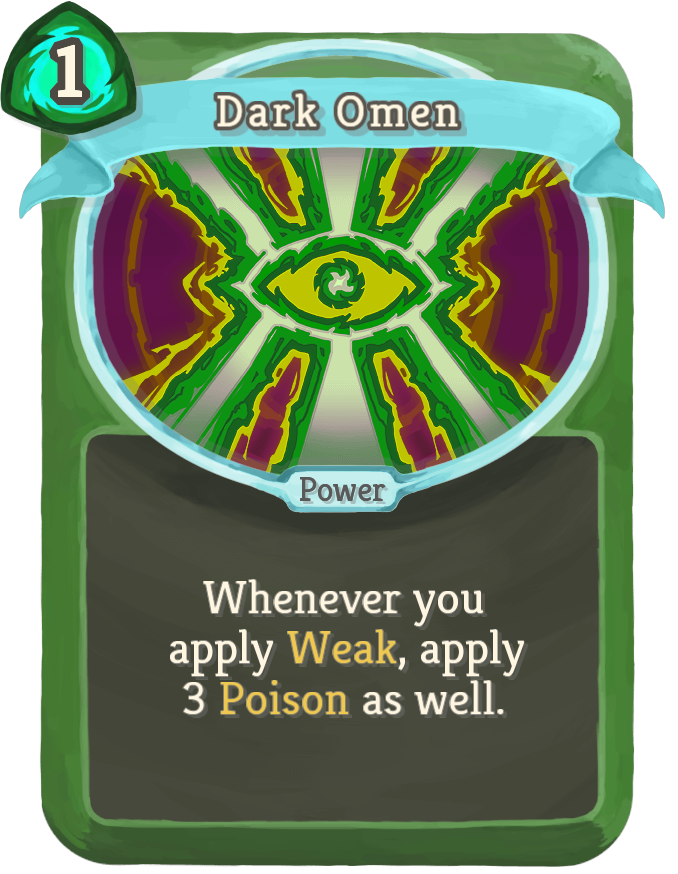 1
Dark Omen
Power
Whenever you
apply Weak, apply
3 Poison as well.